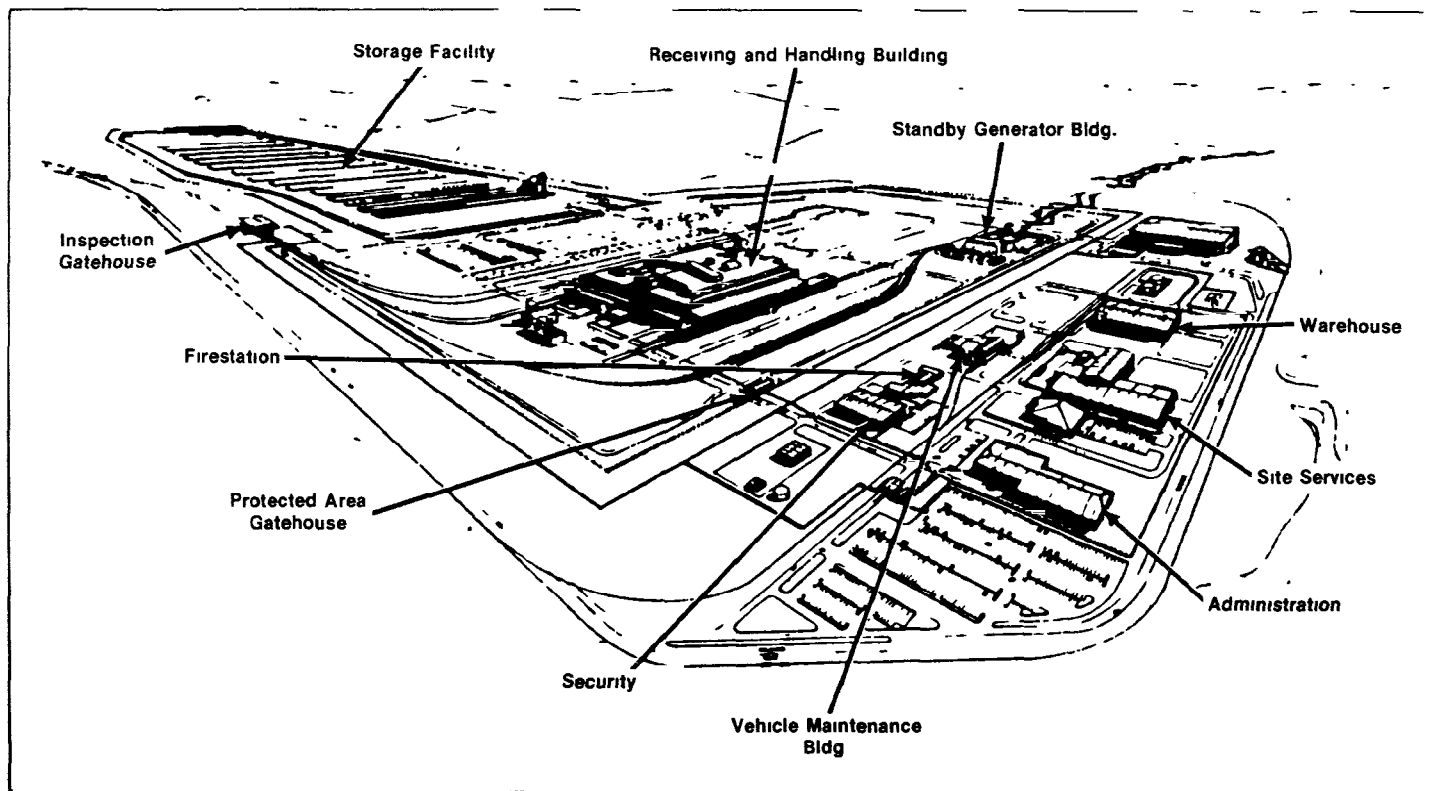 Storage Facility
Receiving and Handling Building
Standby Generator Bldg.
Inspection
Gatehouse
Warehouse
Firestation
Site Services
Protected Area
Gatehouse
Administration
Security
Vehicle Maintenance
Bldg